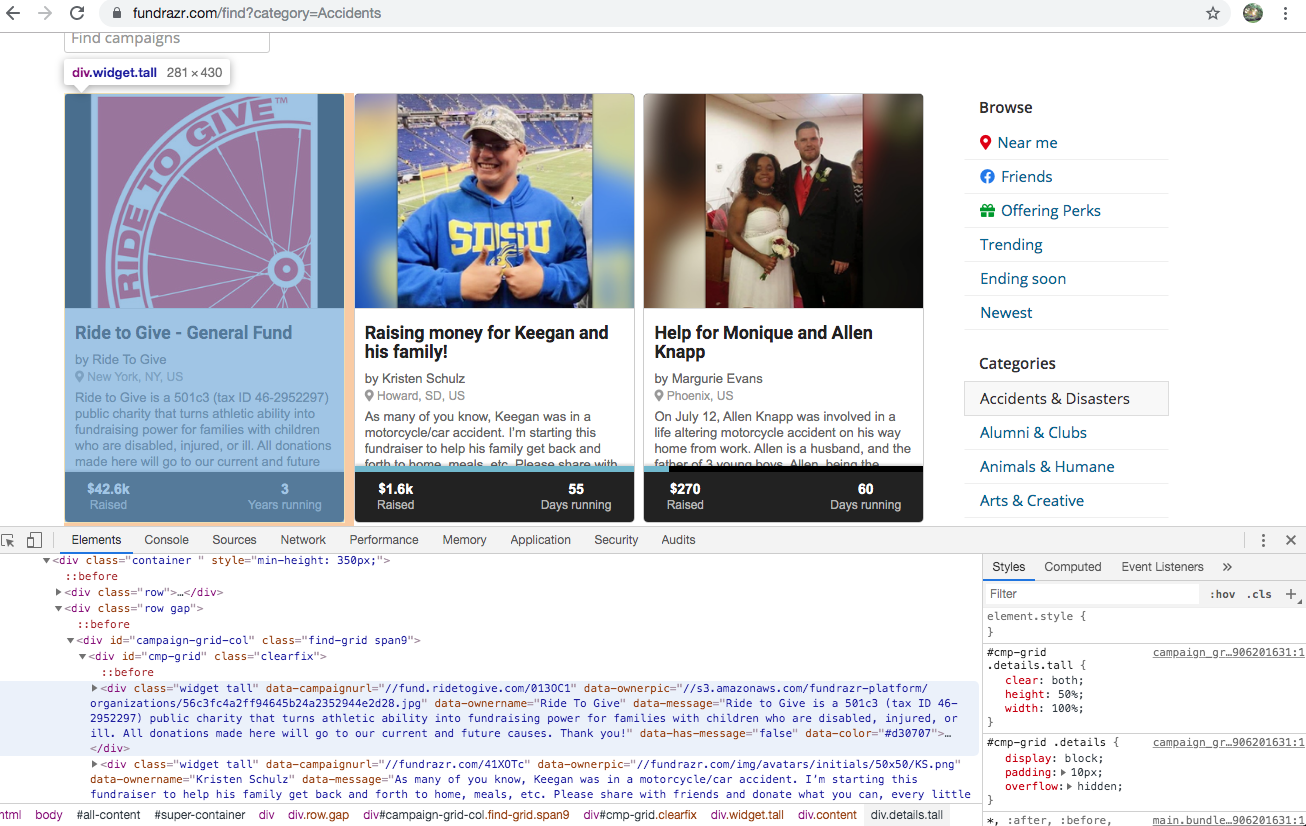 fundrazr.com/find?category=Accidents
Find campaigns
div.widget.tall 281 × 430
RIDE TO GIVE™
SDSU
Ride to Give - General Fund
by Ride To Give
New York, NY, US
Ride to Give is a 501c3 (tax ID 46-2952297)
public charity that turns athletic ability into
fundraising power for families with children
who are disabled, injured, or ill. All donations
made here will go to our current and future
$42.6k
Raised
3
Years running
Raising money for Keegan and
his family!
by Kristen Schulz
Howard, SD, US
As many of you know, Keegan was in a
motorcycle/car accident. I'm starting this
fundraiser to help his family get back and
forth to home, meals, etc. Please share with
$1.6k
Raised
55
Days running
Help for Monique and Allen
Knapp
by Margurie Evans
Phoenix, US
On July 12, Allen Knapp was involved in a
life altering motorcycle accident on his way
home from work. Allen is a husband, and the
father of 3 young boys. Allen, being the
$270
Raised
60
Days running
Browse
Near me
Friends
Offering Perks
Trending
Ending soon
Newest
Categories
Accidents & Disasters
Alumni & Clubs
Animals & Humane
Arts & Creative
Elements Console Sources Network Performance Memory Application Security Audits
<div class="container " style="min-height: 350px;">
::before
<div class="row">…</div>
<div class="row gap">
::before
<div id="campaign-grid-col" class="find-grid span9">
<div id="cmp-grid" class="clearfix">
::before
<div class="widget tall" data-campaignurl="//fund.ridetogive.com/013OC1" data-ownerpic="//s3.amazonaws.com/fundrazr-platform/
organizations/56c3fc4a2ff94645b24a2352944e2d28.jpg" data-ownername="Ride To Give" data-message="Ride to Give is a 501c3 (tax ID 46-
2952297) public charity that turns athletic ability into fundraising power for families with children who are disabled, injured, or
ill. All donations made here will go to our current and future causes. Thank you!" data-has-message="false" data-color="#d30707">…
</div>
<div class="widget tall" data-campaignurl="//fundrazr.com/41XOTc" data-ownerpic="//fundrazr.com/img/avatars/initials/50x50/KS.png"
data-ownername="Kristen Schulz" data-message="As many of you know, Keegan was in a motorcycle/car accident. I'm starting this
fundraiser to help his family get back and forth to home, meals, etc. Please share with friends and donate what you can, every little
html body #all-content #super-container div div.row.gap div#campaign-grid-col.find-grid.span9 div#cmp-grid.clearfix div.widget.tall div.content div.details.tall
Styles Computed Event Listeners »
Filter :hov .cls +
element.style {
}
#cmp-grid campaign_gr…906201631:1
.details.tall {
clear: both;
height: 50%;
width: 100%;
}
#cmp-grid .details { campaign_gr…906201631:1
display: block;
padding: 10px;
overflow: hidden;
}
*, :after, :before, main.bundle…906201631:1